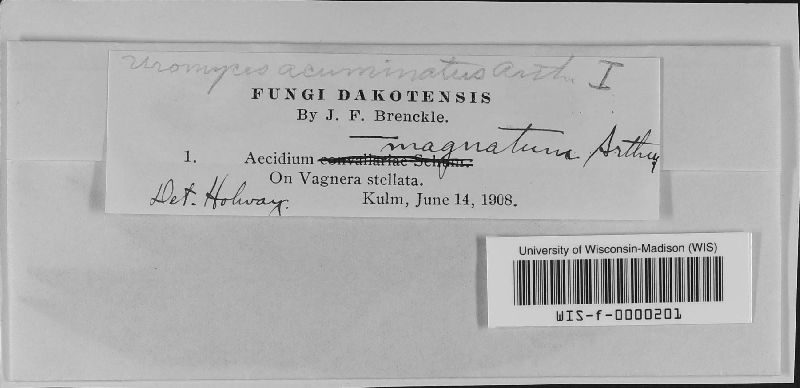 Uromyces acuminatus Arth. I
FUNGI DAKOTENSIS
By J. F. Brenckle.
magnatum Arthur
1. Aecidium convallariae Schum.
On Vagnera stellata.
Det. Holway. Kulm, June 14, 1908.
University of Wisconsin-Madison (WIS)
WIS-f-0000201